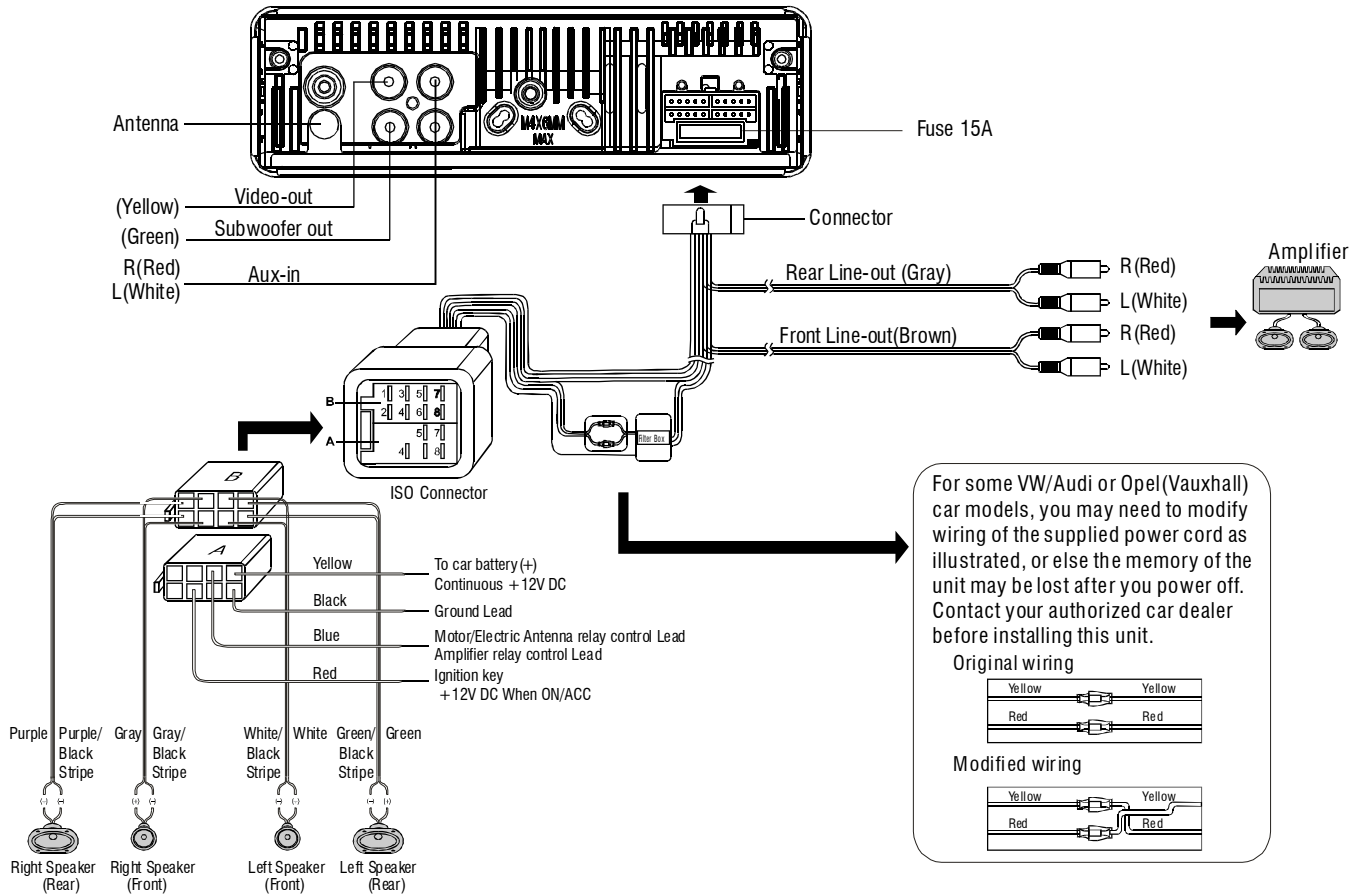 M4X6MM
M4X
Antenna
Fuse 15A
(Yellow) Video-out
(Green) Subwoofer out
R(Red)
L(White) Aux-in
Connector
Rear Line-out (Gray)
R(Red)
L(White)
Front Line-out(Brown)
R(Red)
L(White)
Amplifier
B
A
1 3 5 7
2 4 6 8
5 7
4 8
ISO Connector
Filter Box
B
A
Yellow
To car battery(+)
Continuous +12V DC
Black
Ground Lead
Blue
Motor/Electric Antenna relay control Lead
Amplifier relay control Lead
Red
Ignition key
+12V DC When ON/ACC
Purple
Purple/
Black
Stripe
Gray
Gray/
Black
Stripe
White/
Black
Stripe
White
Green/
Black
Stripe
Green
Right Speaker
(Rear)
Right Speaker
(Front)
Left Speaker
(Front)
Left Speaker
(Rear)
For some VW/Audi or Opel(Vauxhall)
car models, you may need to modify
wiring of the supplied power cord as
illustrated, or else the memory of the
unit may be lost after you power off.
Contact your authorized car dealer
before installing this unit.
Original wiring
Yellow Yellow
Red Red
Modified wiring
Yellow Yellow
Red Red